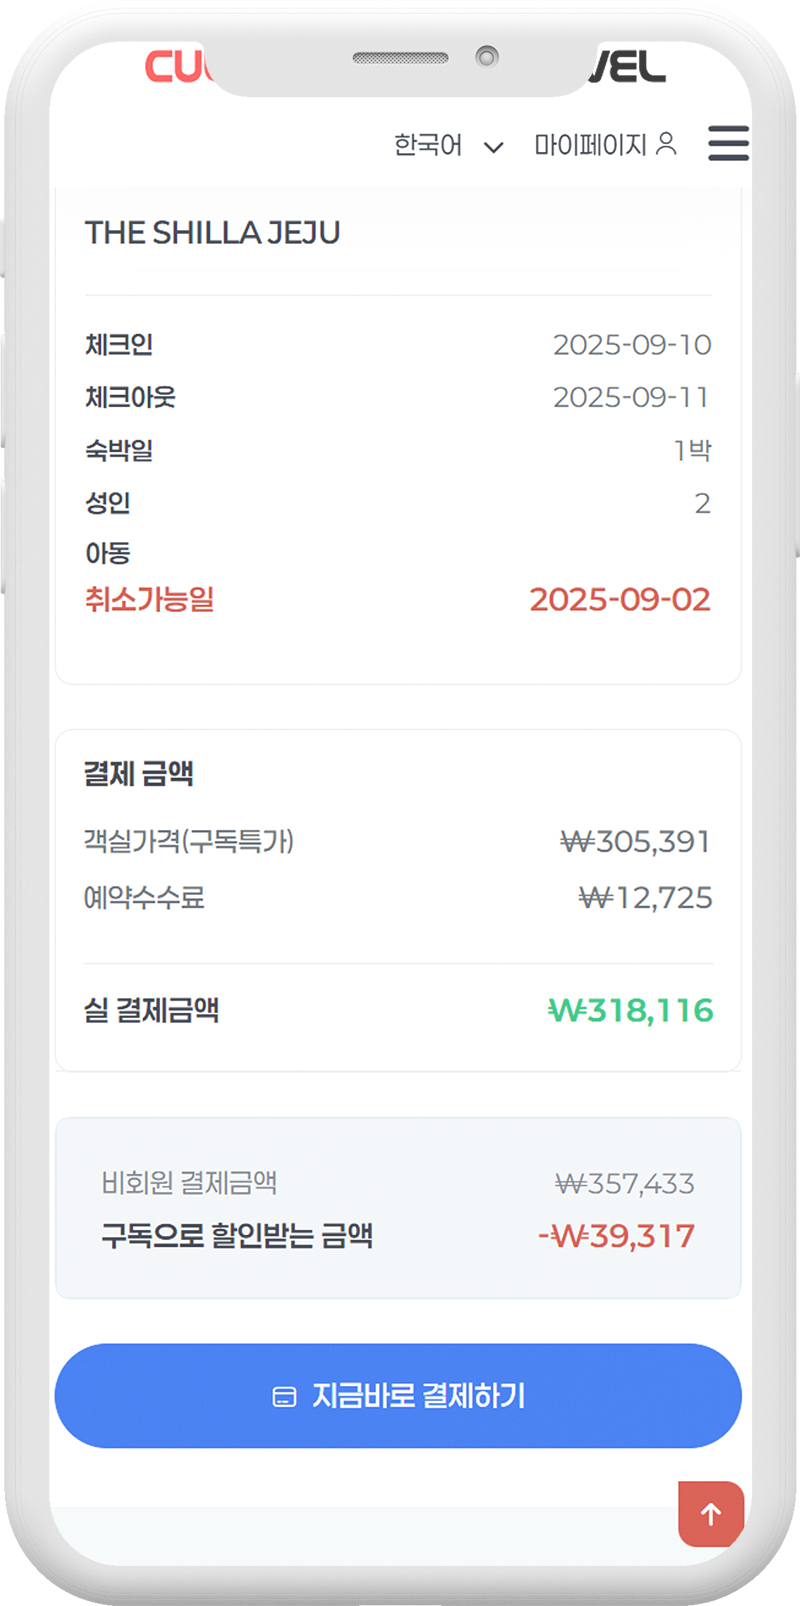 한국어 마이페이지
THE SHILLA JEJU
체크인 2025-09-10
체크아웃 2025-09-11
숙박일 1박
성인 2
아동
취소가능일 2025-09-02
결제 금액
객실가격(구독특가) ₩305,391
예약수수료 ₩12,725
실 결제금액 ₩318,116
비회원 결제금액 ₩357,433
구독으로 할인받는 금액 -₩39,317
지금바로 결제하기